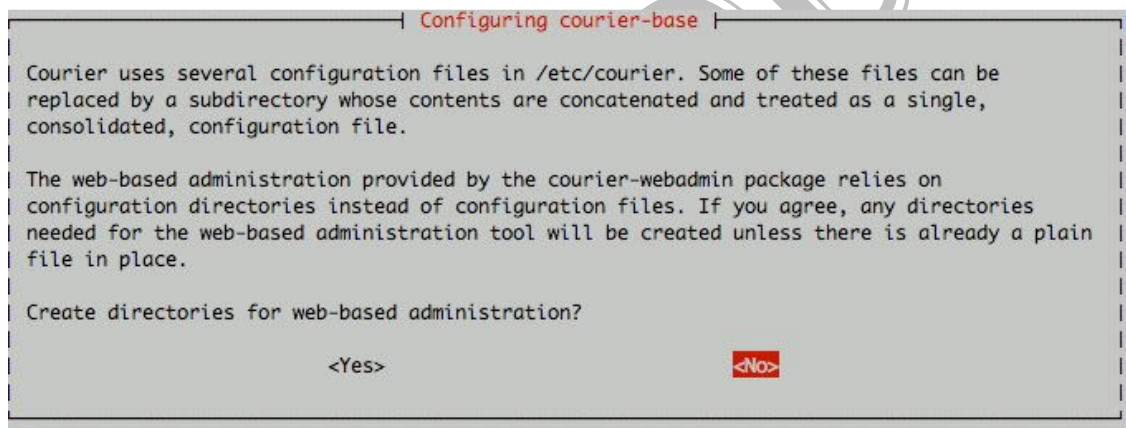 Configuring courier-base
Courier uses several configuration files in /etc/courier. Some of these files can be
replaced by a subdirectory whose contents are concatenated and treated as a single,
consolidated, configuration file.
The web-based administration provided by the courier-webadmin package relies on
configuration directories instead of configuration files. If you agree, any directories
needed for the web-based administration tool will be created unless there is already a plain
file in place.
Create directories for web-based administration?
<Yes> <No>